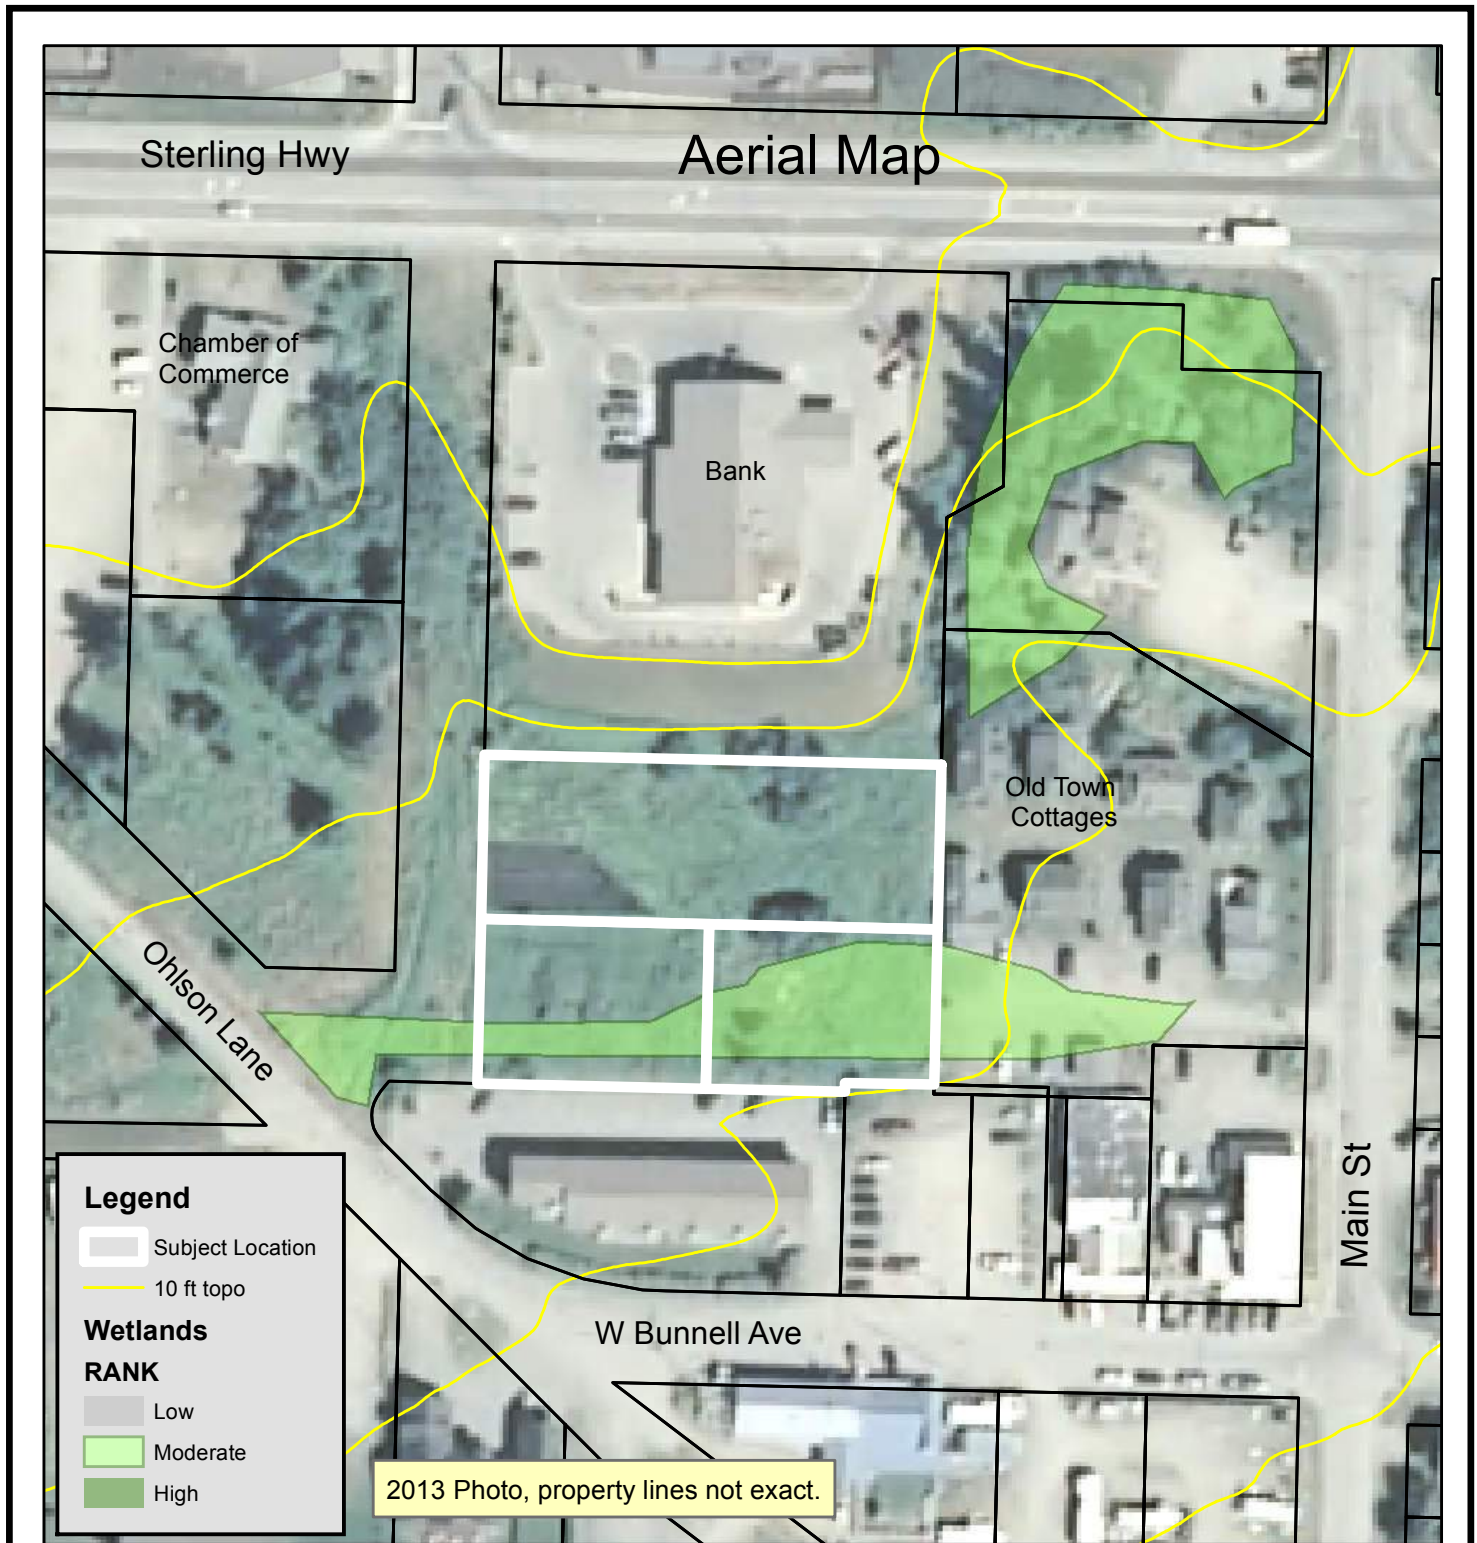 Sterling Hwy
Aerial Map
Chamber of
Commerce
Bank
Old Town
Cottages
Ohlson Lane
Main St
W Bunnell Ave
Legend
Subject Location
10 ft topo
Wetlands
RANK
Low
Moderate
High
2013 Photo, property lines not exact.